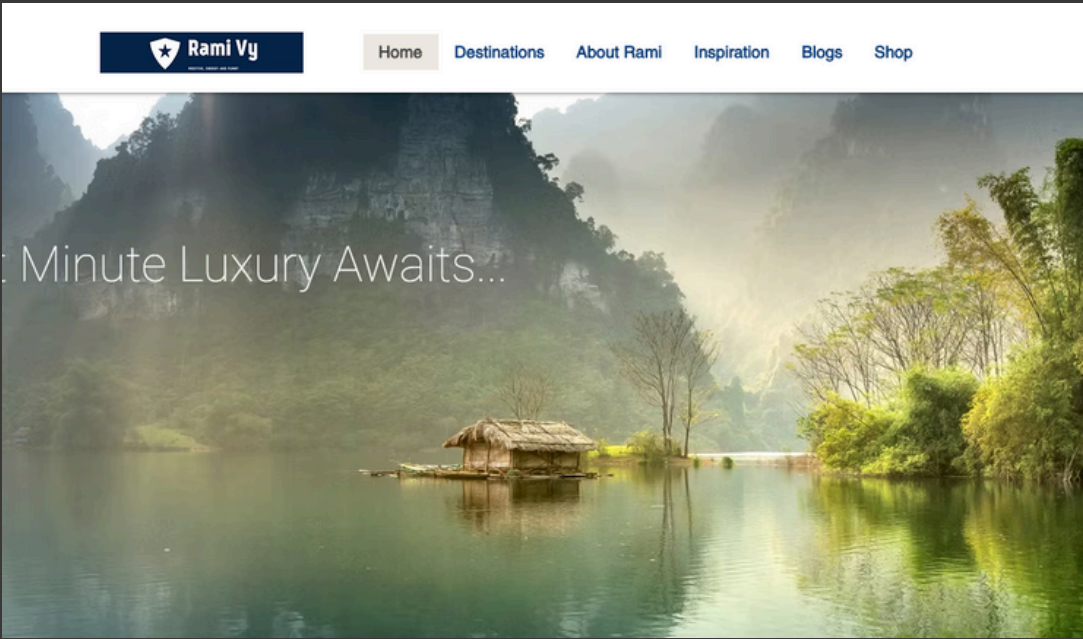 Rami Vy
Home Destinations About Rami Inspiration Blogs Shop
Minute Luxury Awaits...